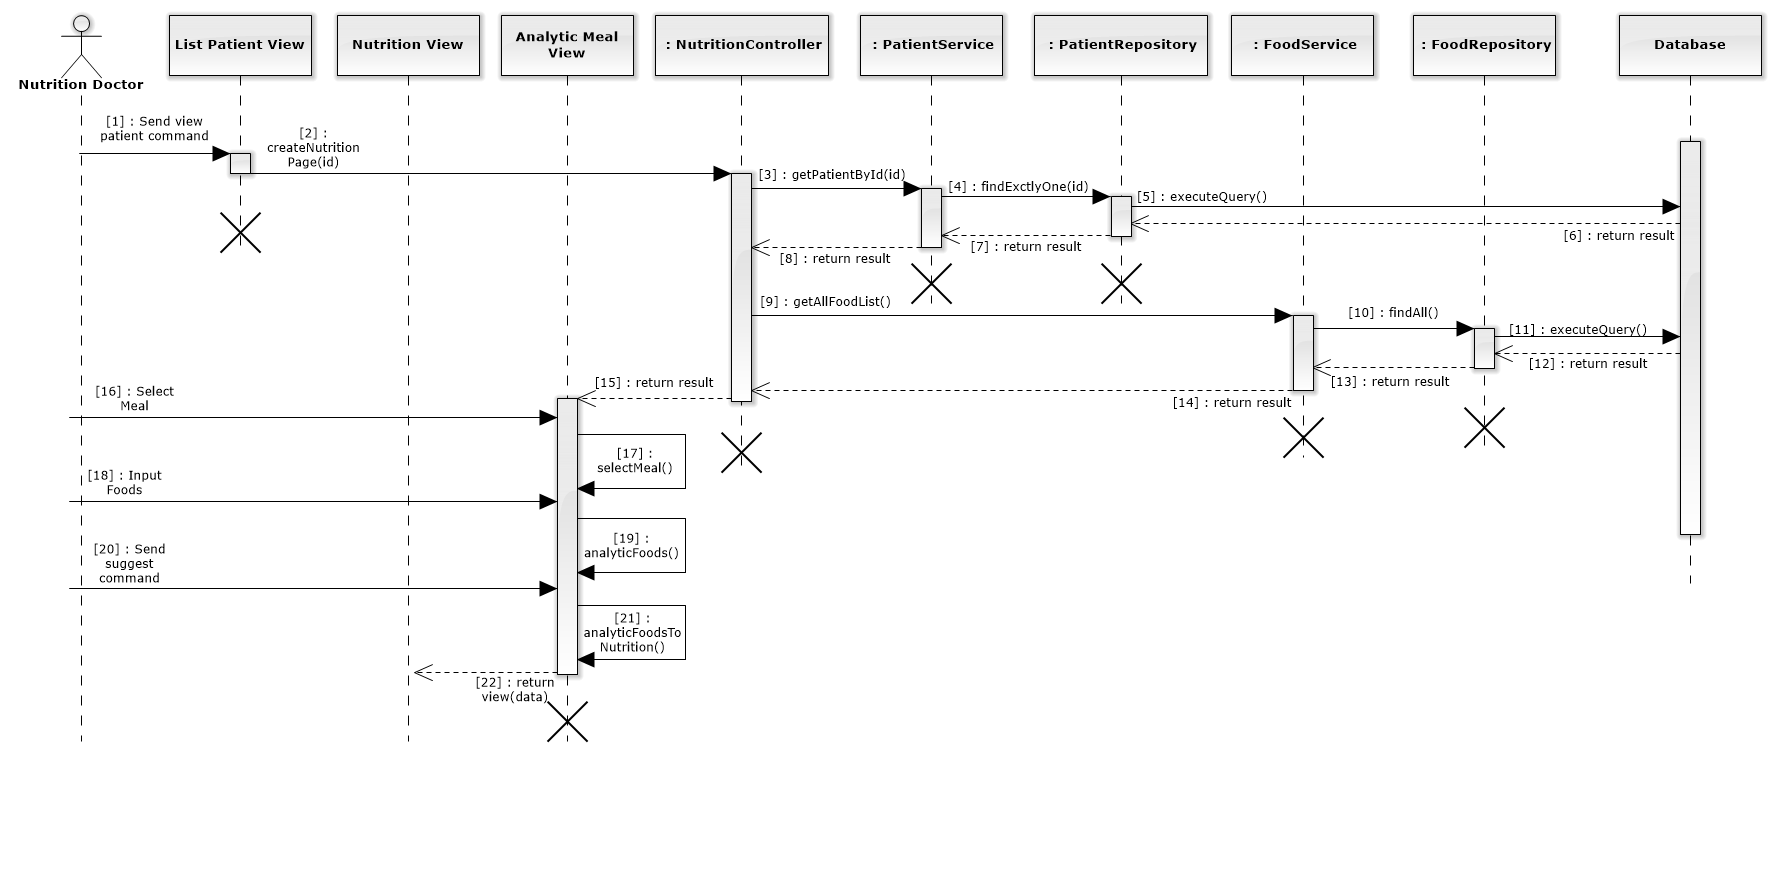 Nutrition Doctor
List Patient View
Nutrition View
Analytic Meal
View
: NutritionController
: PatientService
: PatientRepository
: FoodService
: FoodRepository
Database
[1] : Send view
patient command
[2] :
createNutrition
Page(id)
[3] : getPatientById(id)
[4] : findExctlyOne(id)
[5] : executeQuery()
[6] : return result
[7] : return result
[8] : return result
[9] : getAllFoodList()
[10] : findAll()
[11] : executeQuery()
[12] : return result
[13] : return result
[14] : return result
[15] : return result
[16] : Select
Meal
[17] :
selectMeal()
[18] : Input
Foods
[19] :
analyticFoods()
[20] : Send
suggest
command
[21] :
analyticFoodsTo
Nutrition()
[22] : return
view(data)